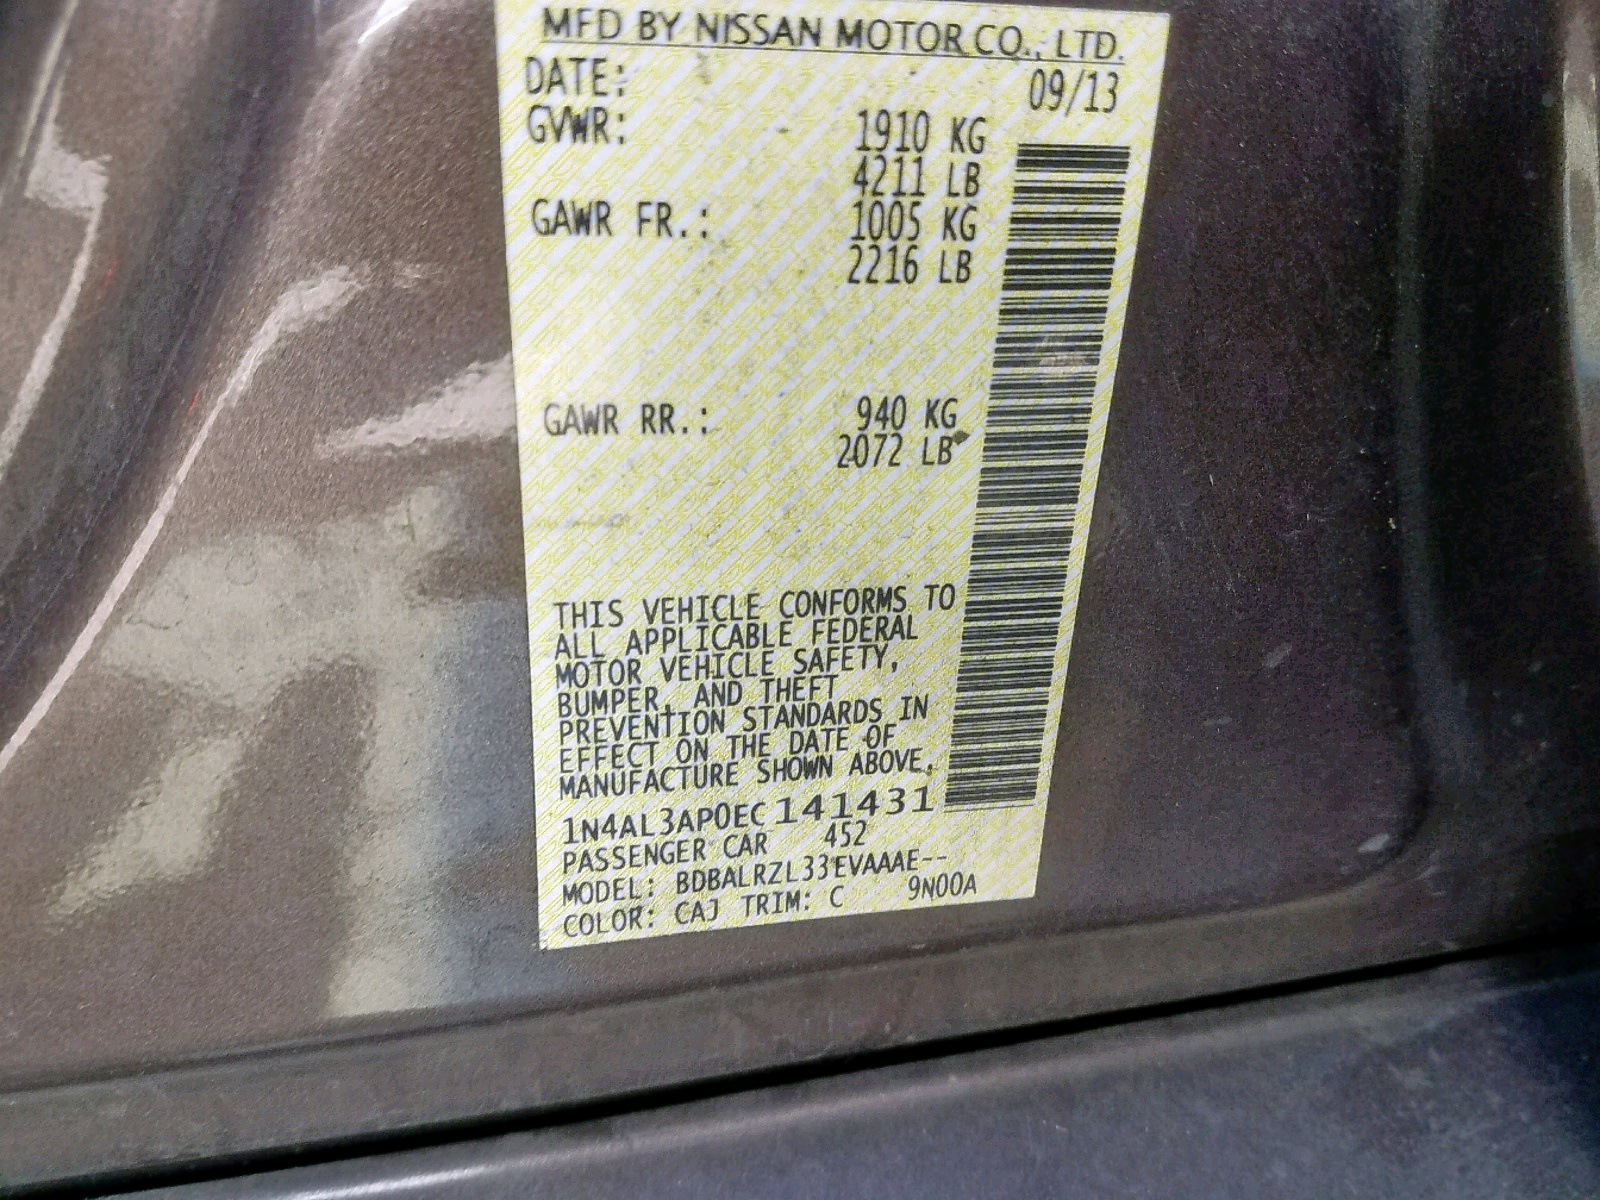 MFD BY NISSAN MOTOR CO., LTD.
DATE: 09/13
GVWR: 1910 KG
4211 LB
GAWR FR.: 1005 KG
2216 LB
GAWR RR.: 940 KG
2072 LB
THIS VEHICLE CONFORMS TO
ALL APPLICABLE FEDERAL
MOTOR VEHICLE SAFETY,
BUMPER, AND THEFT
PREVENTION STANDARDS IN
EFFECT ON THE DATE OF
MANUFACTURE SHOWN ABOVE.
1N4AL3AP0EC141431
PASSENGER CAR 452
MODEL: BDBALRZL33EVAAAE--
COLOR: CAJ TRIM: C 9N00A